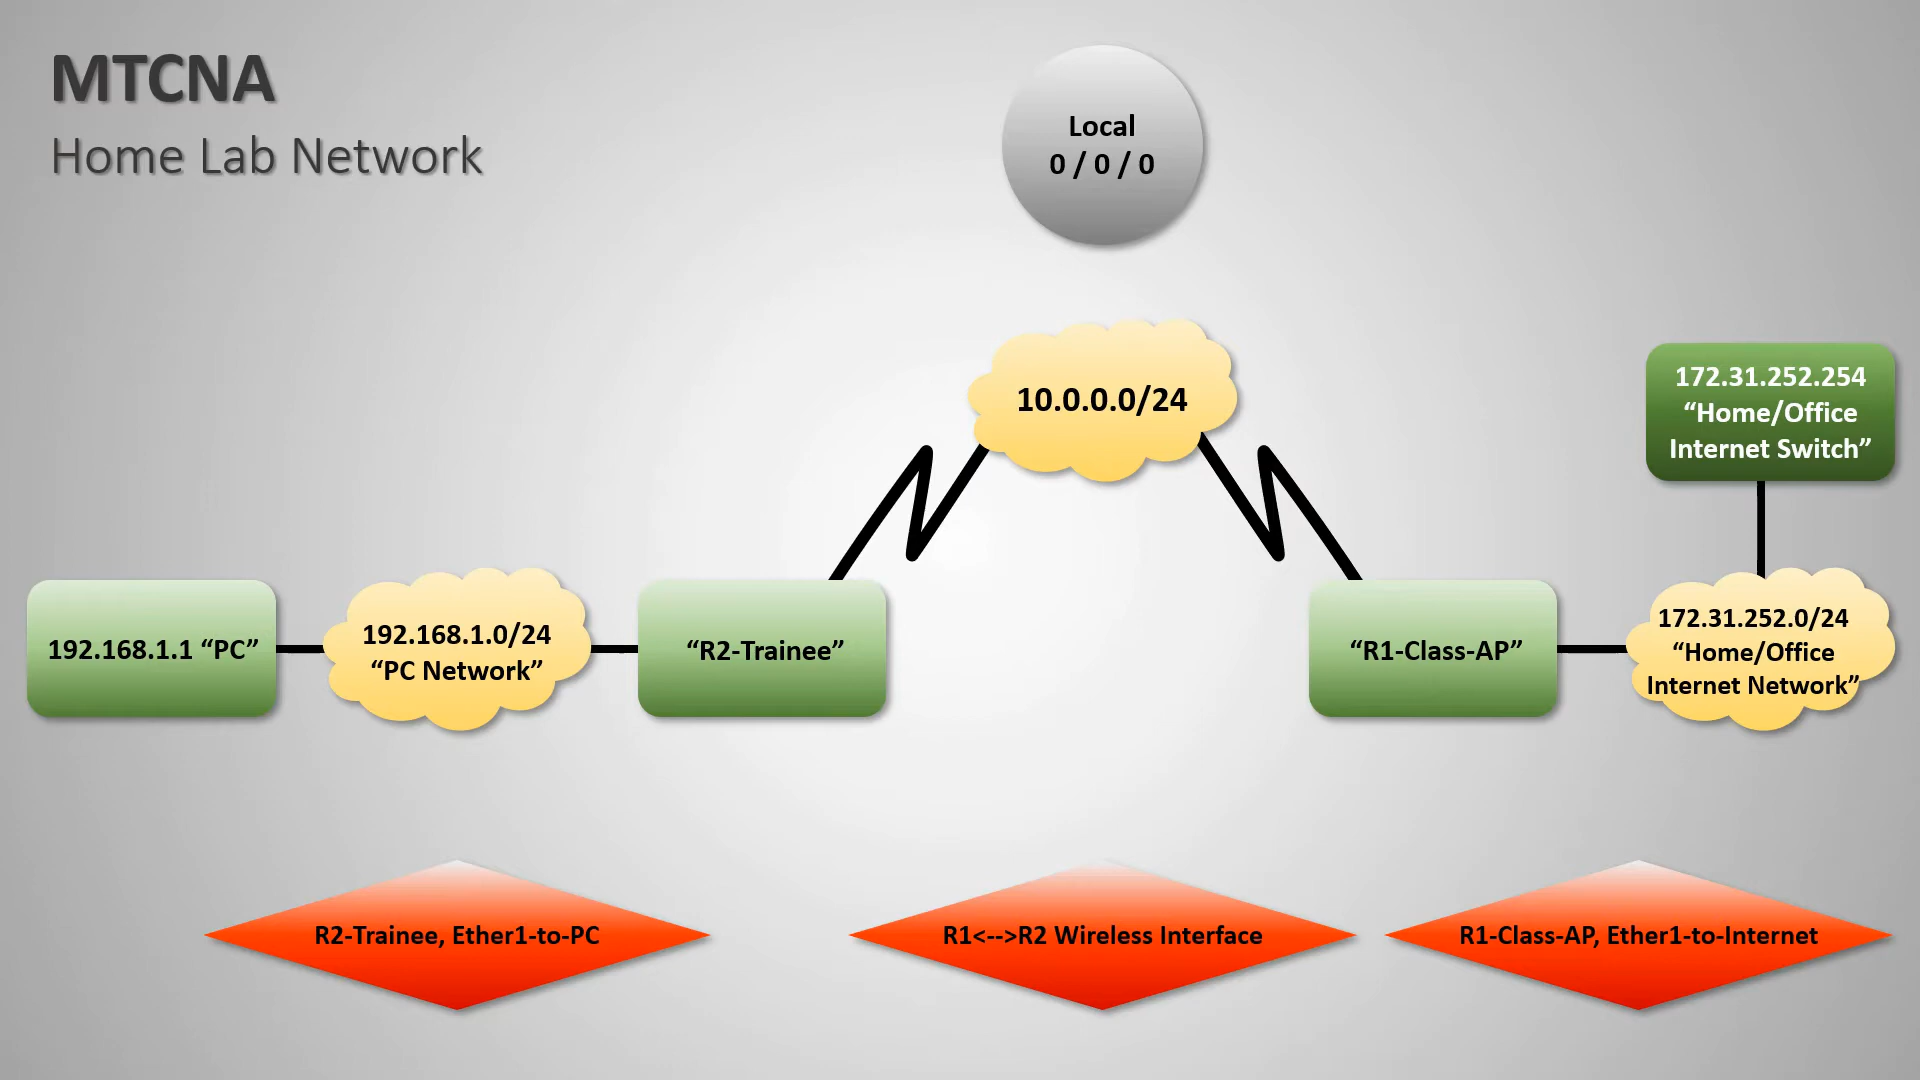 MTCNA
Home Lab Network
Local
0 / 0 / 0
10.0.0.0/24
172.31.252.254
“Home/Office
Internet Switch”
192.168.1.1 “PC”
192.168.1.0/24
“PC Network”
“R2-Trainee”
“R1-Class-AP”
172.31.252.0/24
“Home/Office
Internet Network”
R2-Trainee, Ether1-to-PC
R1<-->R2 Wireless Interface
R1-Class-AP, Ether1-to-Internet